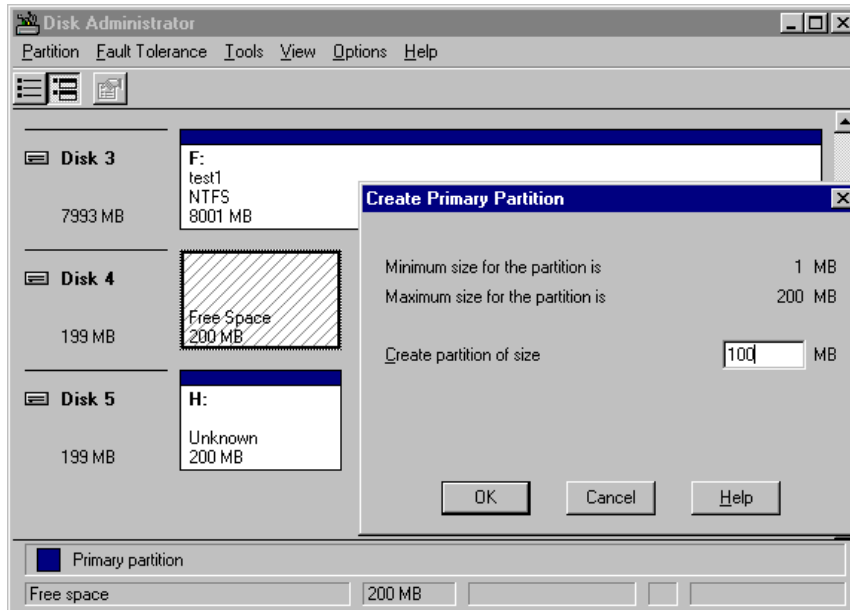 Disk Administrator
Partition Fault Tolerance Tools View Options Help
Disk 3
7993 MB
F:
test1
NTFS
8001 MB
Disk 4
199 MB
Free Space
200 MB
Disk 5
199 MB
H:
Unknown
200 MB
Create Primary Partition
Minimum size for the partition is 1 MB
Maximum size for the partition is 200 MB
Create partition of size 100 MB
OK Cancel Help
Primary partition
Free space 200 MB